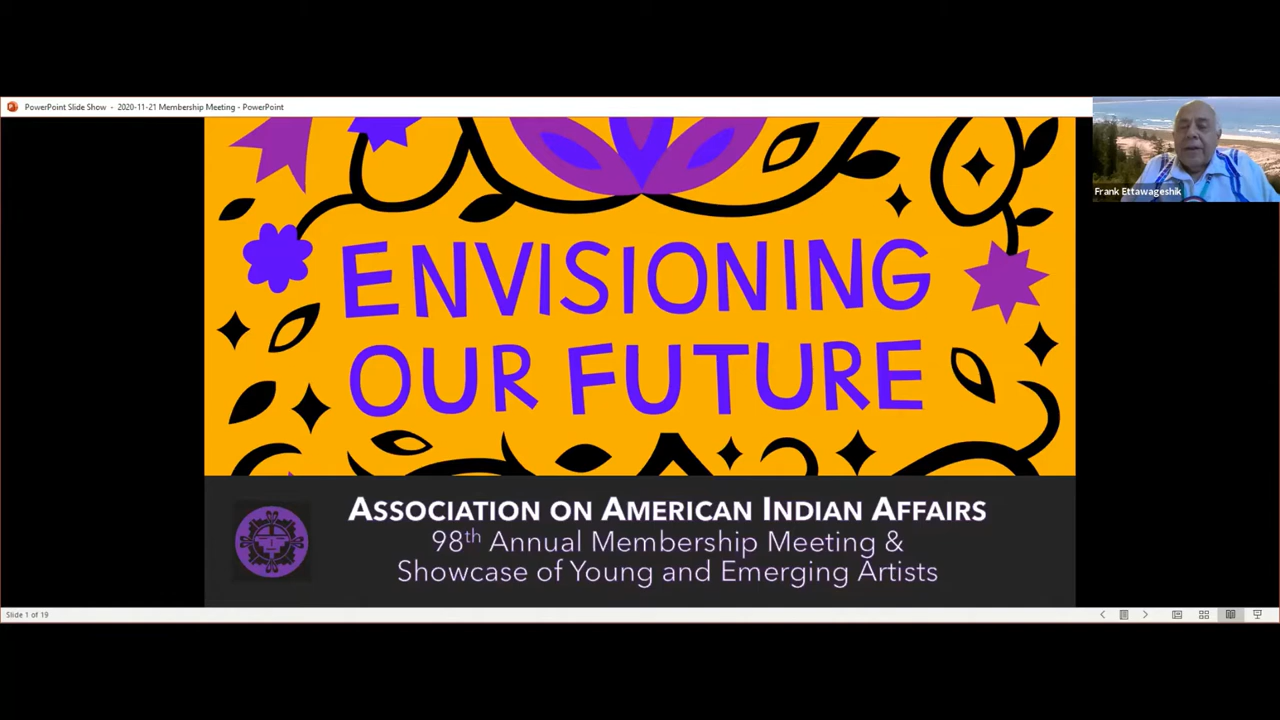 PowerPoint Slide Show - 2020-11-21 Membership Meeting - PowerPoint
Frank Ettawageshik
ENVISIONING
OUR FUTURE
ASSOCIATION ON AMERICAN INDIAN AFFAIRS
98th Annual Membership Meeting &
Showcase of Young and Emerging Artists
Slide 1 of 19